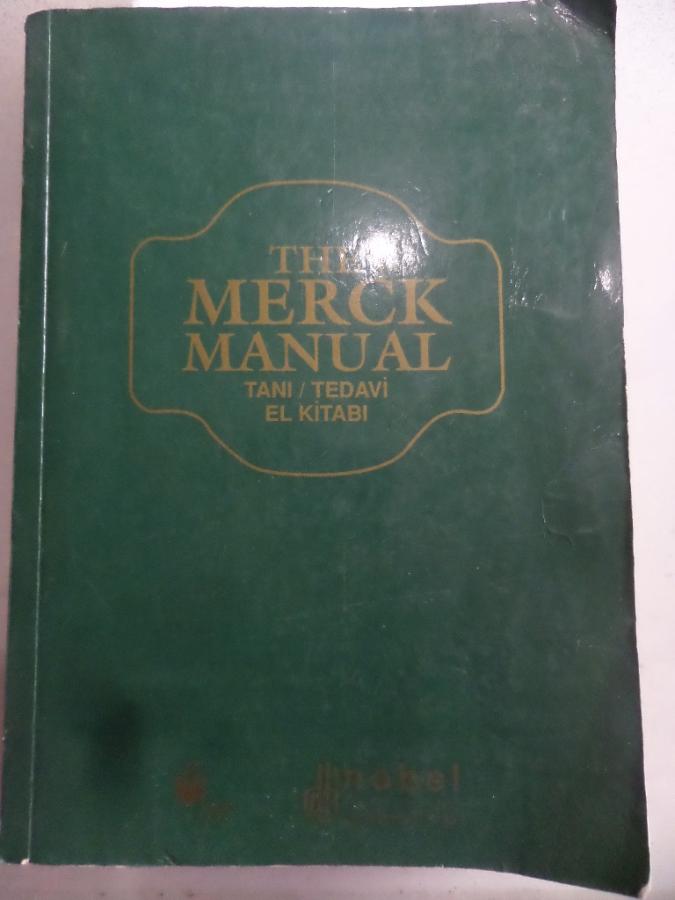 THE
MERCK
MANUAL
TANI / TEDAVİ
EL KİTABI
nobel